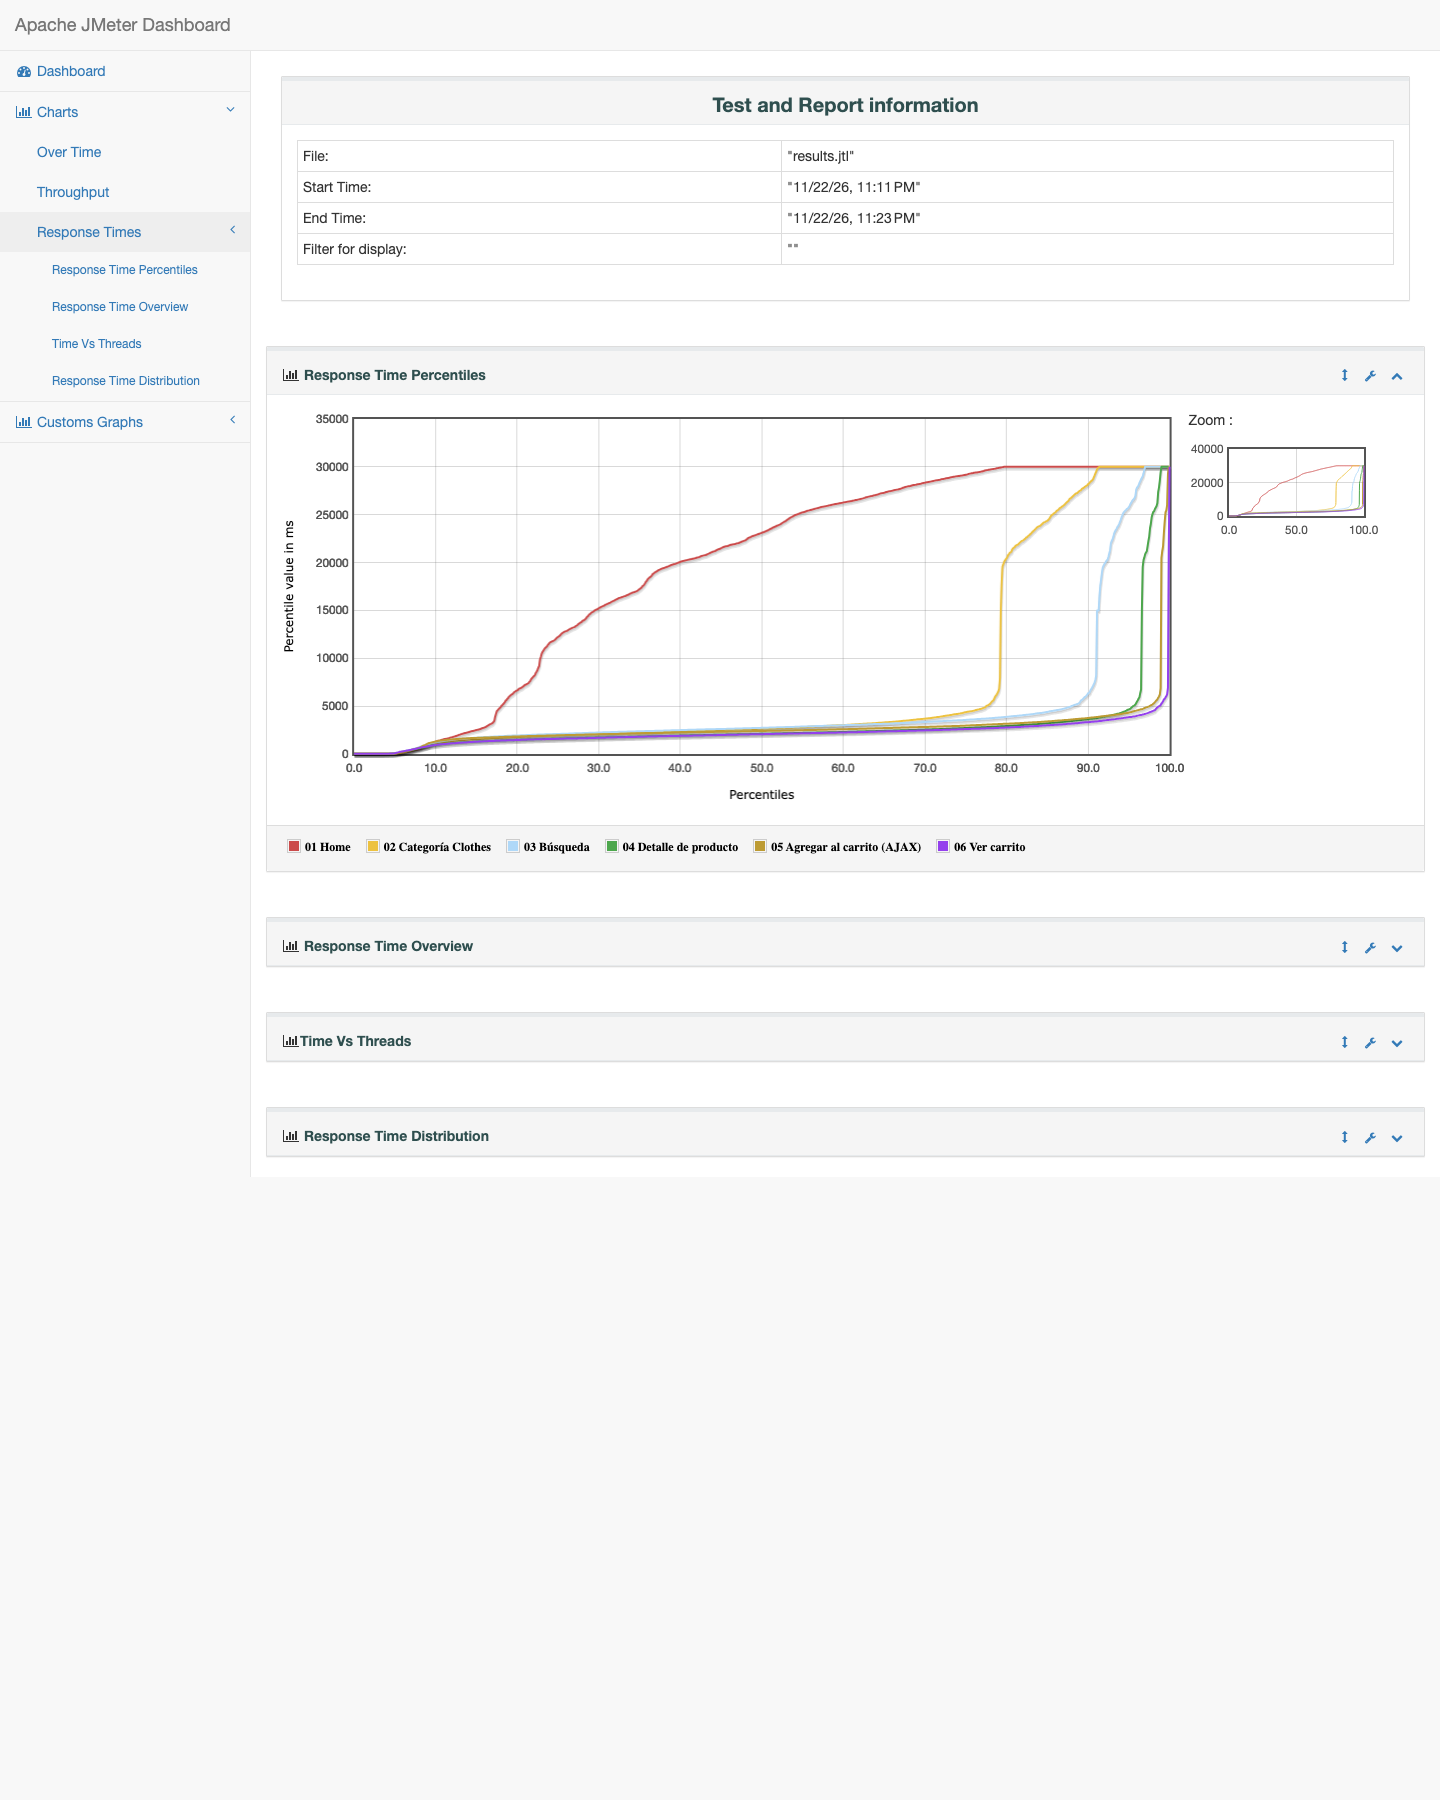 Apache JMeter Dashboard
Dashboard
Charts
Over Time
Throughput
Response Times
Response Time Percentiles
Response Time Overview
Time Vs Threads
Response Time Distribution
Customs Graphs
Test and Report information
File: "results.jtl"
Start Time: "11/22/26, 11:11 PM"
End Time: "11/22/26, 11:23 PM"
Filter for display: ""
Response Time Percentiles
35000
30000
25000
20000
15000
10000
5000
0
Percentile value in ms
0.0 10.0 20.0 30.0 40.0 50.0 60.0 70.0 80.0 90.0 100.0
Percentiles
Zoom :
40000
20000
0
0.0 50.0 100.0
01 Home 02 Categoría Clothes 03 Búsqueda 04 Detalle de producto 05 Agregar al carrito (AJAX) 06 Ver carrito
Response Time Overview
Time Vs Threads
Response Time Distribution